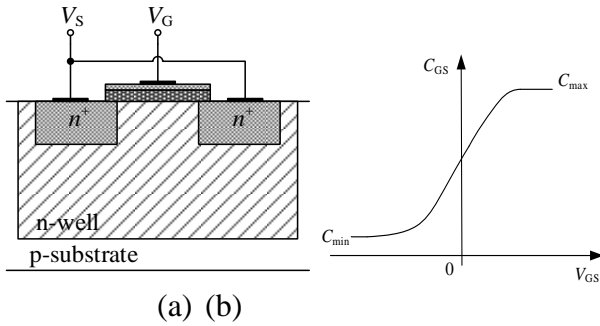 V_S V_G
n⁺ n⁺
n-well
p-substrate
(a) (b)
C_GS
C_max
C_min
0
V_GS